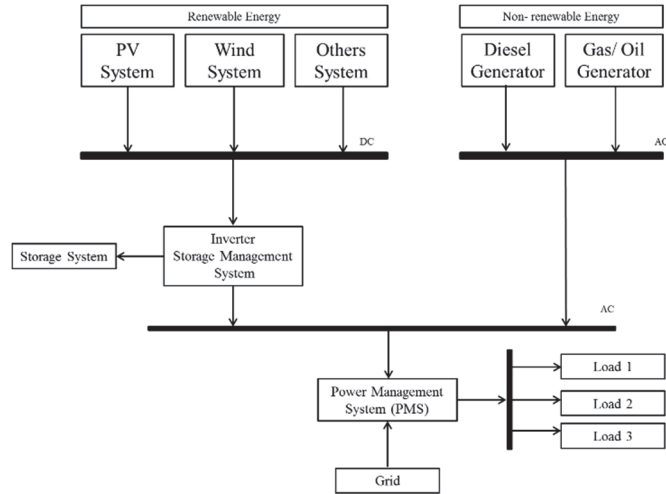 Renewable Energy
Non- renewable Energy
PV
System
Wind
System
Others
System
Diesel
Generator
Gas/ Oil
Generator
DC
AC
Inverter
Storage Management
System
Storage System
AC
Power Management
System (PMS)
Load 1
Load 2
Load 3
Grid